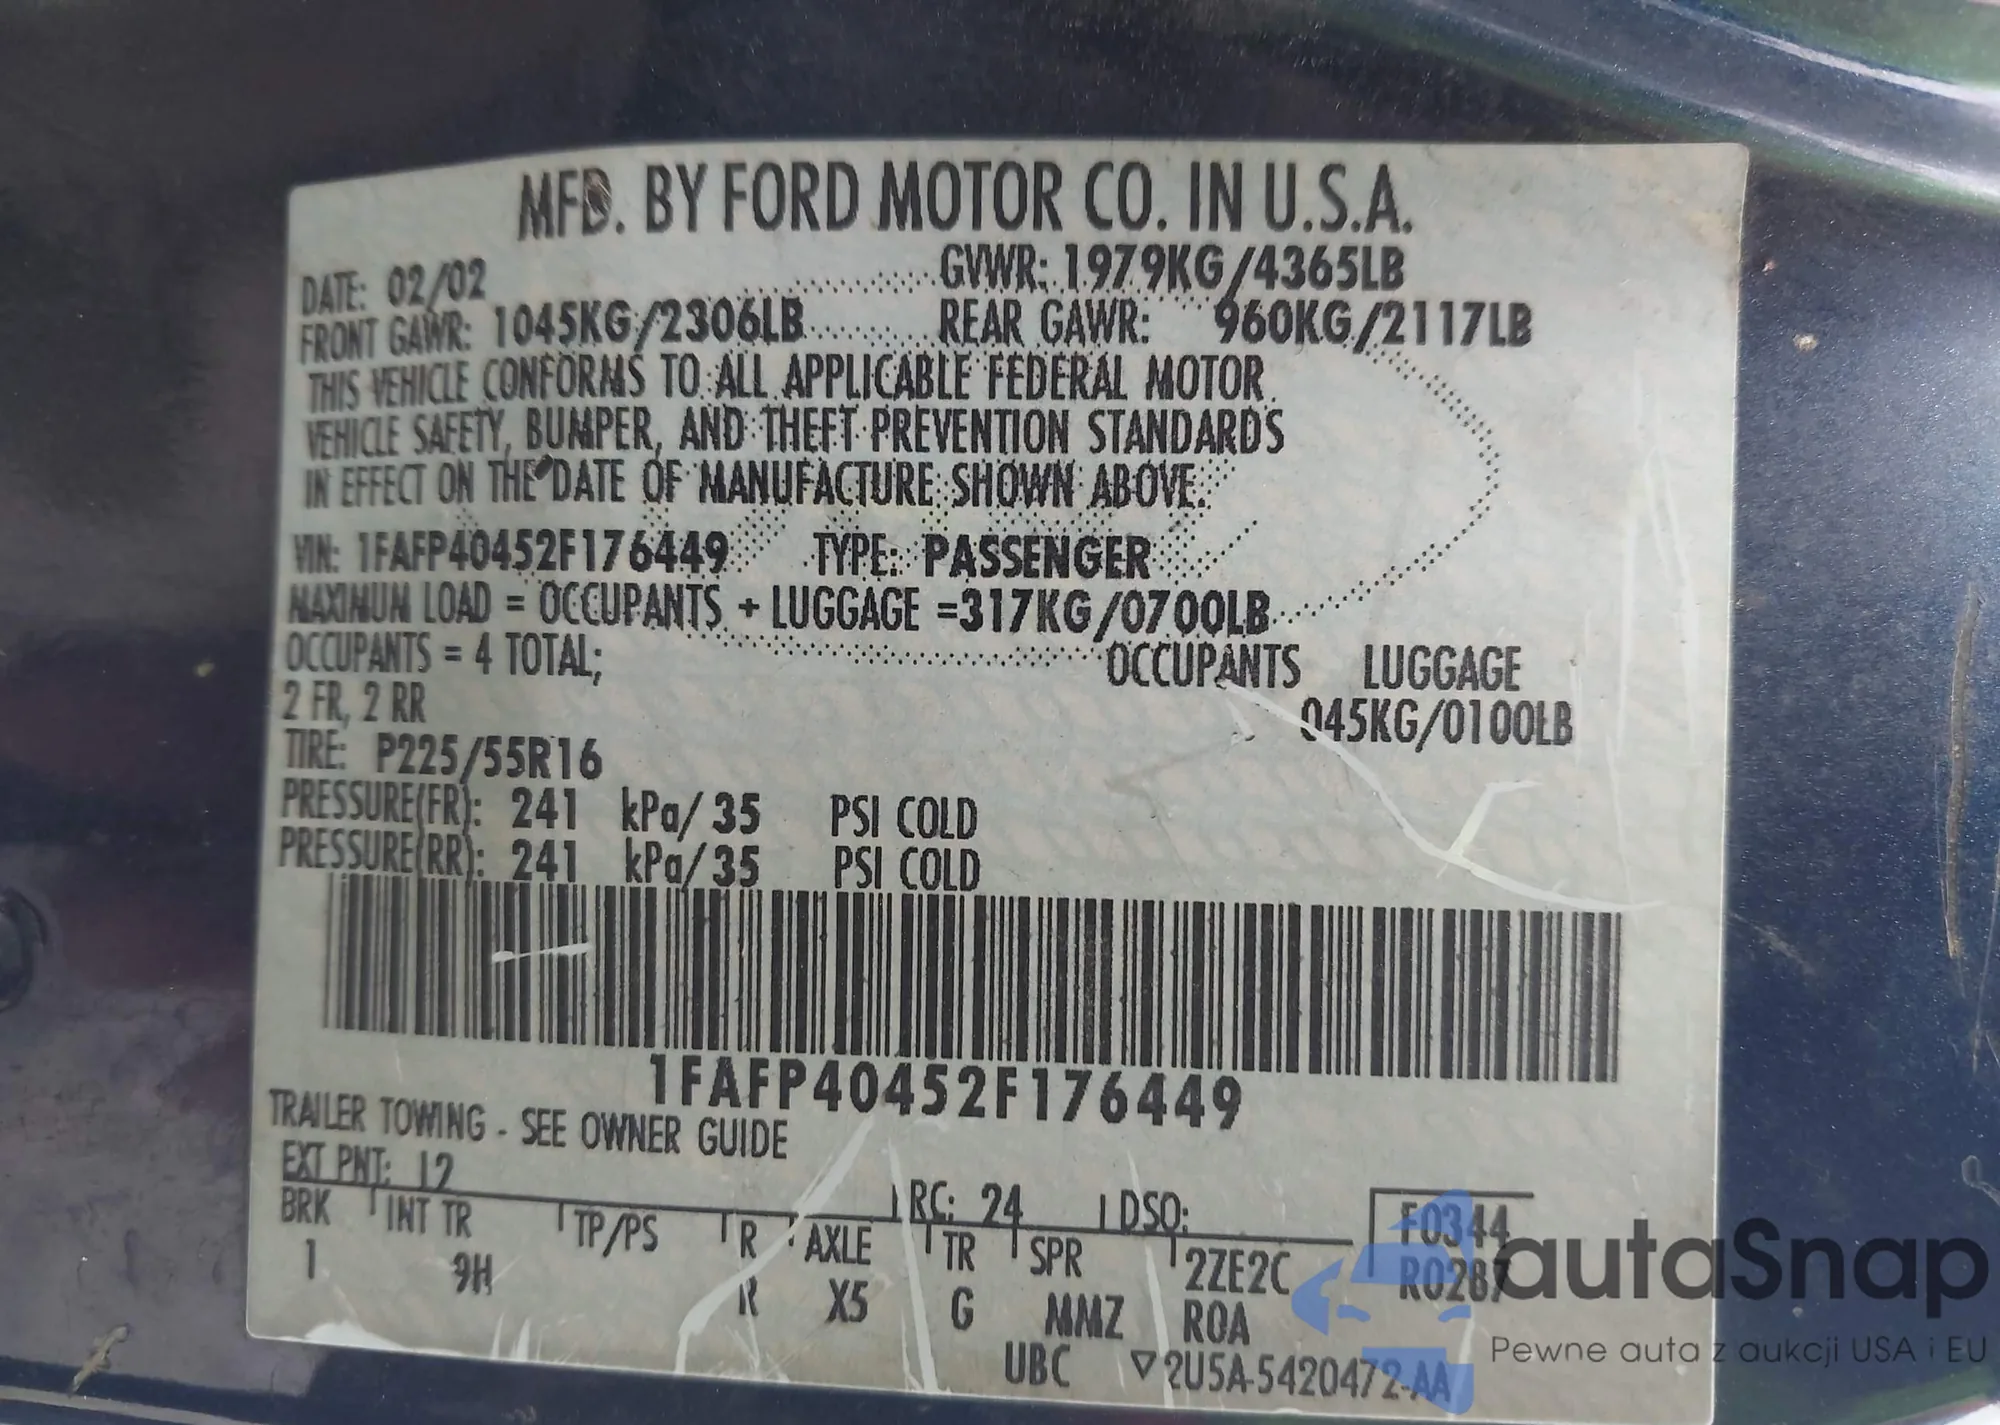 MFD. BY FORD MOTOR CO. IN U.S.A.
DATE: 02/02 GVWR: 1979KG/4365LB
FRONT GAWR: 1045KG/2306LB REAR GAWR: 960KG/2117LB
THIS VEHICLE CONFORMS TO ALL APPLICABLE FEDERAL MOTOR
VEHICLE SAFETY, BUMPER, AND THEFT PREVENTION STANDARDS
IN EFFECT ON THE DATE OF MANUFACTURE SHOWN ABOVE.
VIN: 1FAFP40452F176449 TYPE: PASSENGER
MAXIMUM LOAD = OCCUPANTS + LUGGAGE =317KG/0700LB
OCCUPANTS = 4 TOTAL; OCCUPANTS LUGGAGE
2 FR, 2 RR 045KG/0100LB
TIRE: P225/55R16
PRESSURE(FR): 241 kPa/35 PSI COLD
PRESSURE(RR): 241 kPa/35 PSI COLD
1FAFP40452F176449
TRAILER TOWING - SEE OWNER GUIDE
EXT PNT: 12 RC: 24 DSO: F0344
BRK INT TR TP/PS R AXLE TR SPR 2ZE2C R0287
1 9H R X5 G MMZ ROA
UBC ▽2U5A-5420472-AA
autoSnap
Pewne auta z aukcji USA i EU